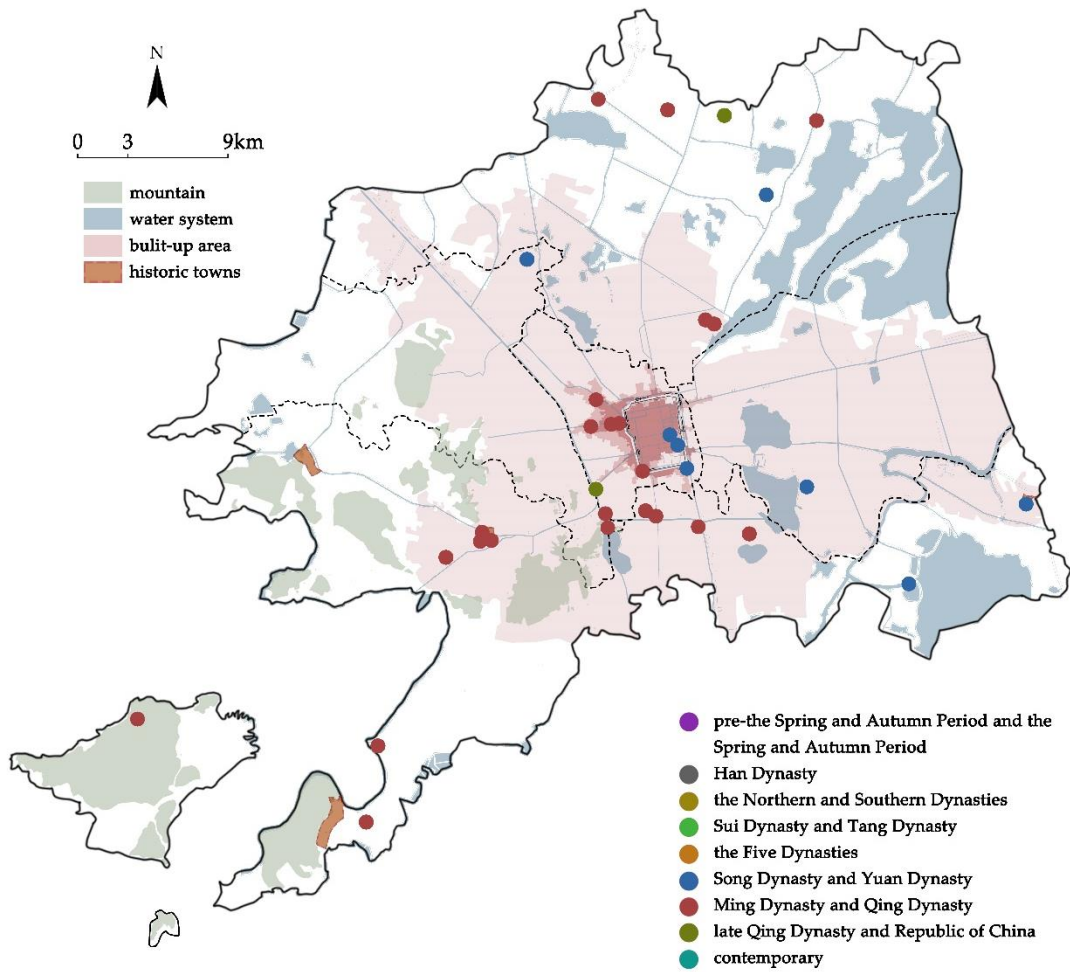 N
0 3 9km
mountain
water system
bulit-up area
historic towns
pre-the Spring and Autumn Period and the
Spring and Autumn Period
Han Dynasty
the Northern and Southern Dynasties
Sui Dynasty and Tang Dynasty
the Five Dynasties
Song Dynasty and Yuan Dynasty
Ming Dynasty and Qing Dynasty
late Qing Dynasty and Republic of China
contemporary